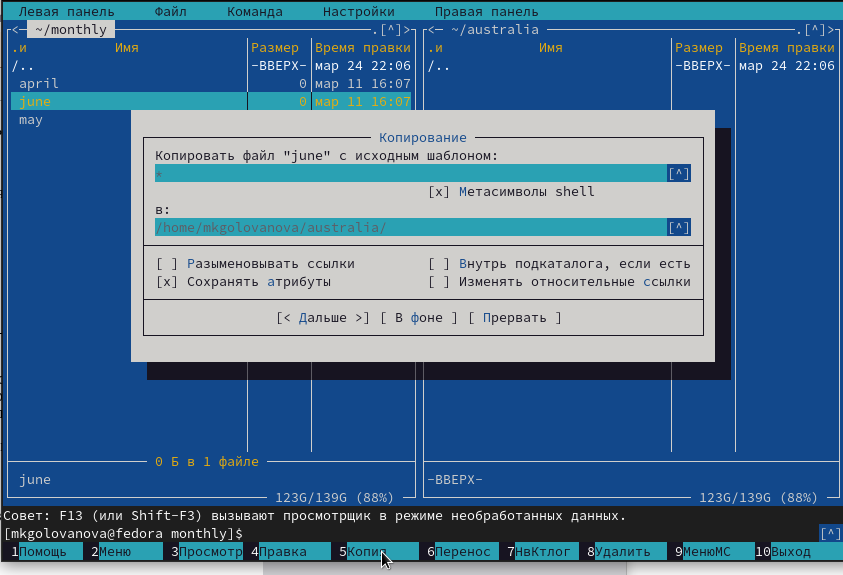 Левая панель Файл Команда Настройки Правая панель
<— ~/monthly .[^]> <— ~/australia .[^]>
.и Имя Размер Время правки .и Имя Размер Время правки
/.. -ВВЕРХ- мар 24 22:06 /.. -ВВЕРХ- мар 24 22:06
april 0 мар 11 16:07
june 0 мар 11 16:07
may
Копирование
Копировать файл "june" с исходным шаблоном:
* [^]
[x] Метасимволы shell
в:
/home/mkgolovanova/australia/ [^]
[ ] Разыменовывать ссылки [ ] Внутрь подкаталога, если есть
[x] Сохранять атрибуты [ ] Изменять относительные ссылки
[< Дальше >] [ В фоне ] [ Прервать ]
0 Б в 1 файле
june -ВВЕРХ-
123G/139G (88%) 123G/139G (88%)
Совет: F13 (или Shift-F3) вызывают просмотрщик в режиме необработанных данных.
[mkgolovanova@fedora monthly]$ [^]
1Помощь 2Меню 3Просмотр 4Правка 5Копия 6Перенос 7НвКтлог 8Удалить 9МенюМС 10Выход